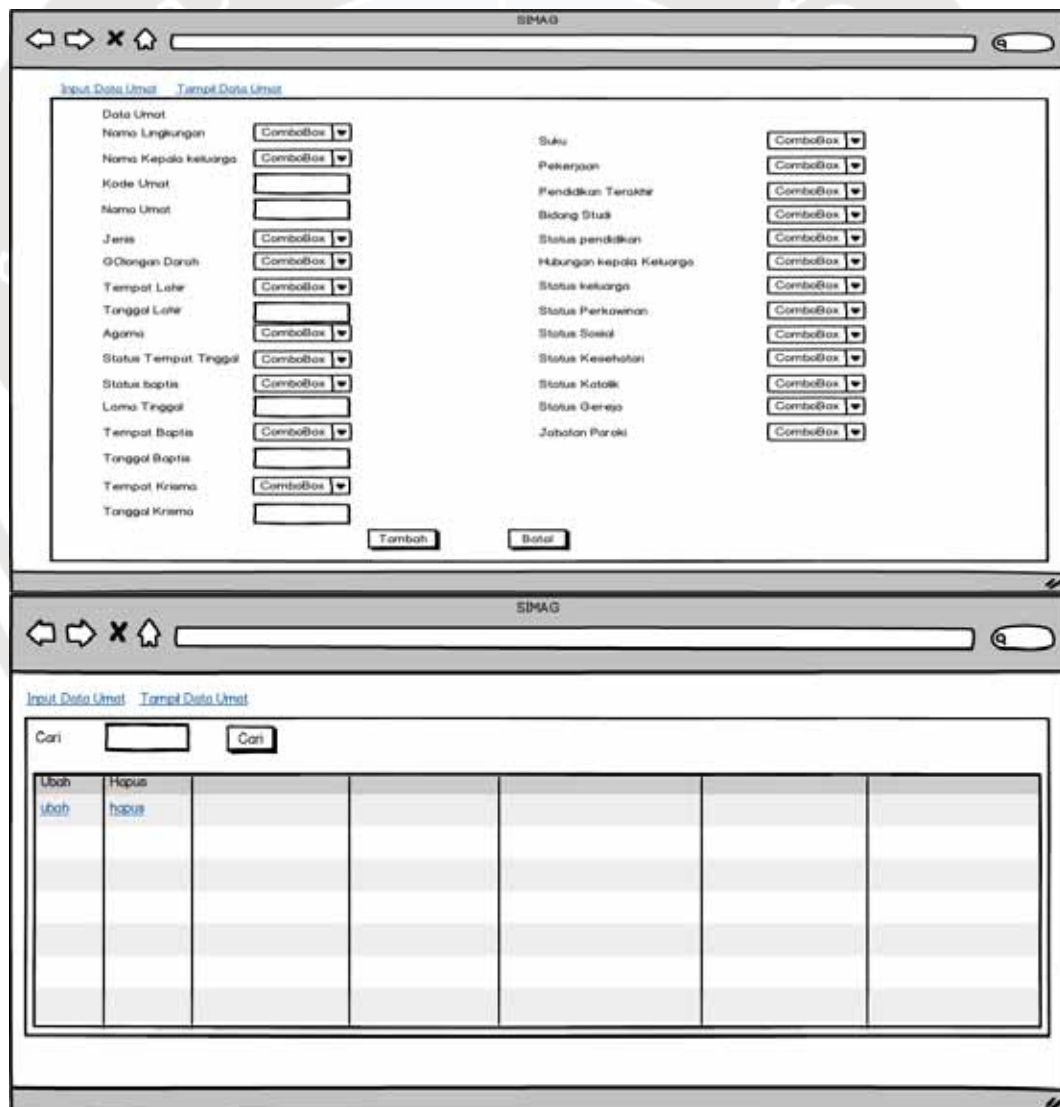 SIMAG
Input Data Umat Tampil Data Umat
Data Umat
Nama Lingkungan ComboBox
Nama Kepala keluarga ComboBox
Kode Umat
Nama Umat
Jenis ComboBox
GOlongan Darah ComboBox
Tempat Lahir ComboBox
Tanggal Lahir
Agama ComboBox
Status Tempat Tinggal ComboBox
Status baptis ComboBox
Lama Tinggal
Tempat Baptis ComboBox
Tanggal Baptis
Tempat Krisma ComboBox
Tanggal Krisma
Suku ComboBox
Pekerjaan ComboBox
Pendidikan Terakhir ComboBox
Bidang Studi ComboBox
Status pendidikan ComboBox
Hubungan kepala Keluarga ComboBox
Status keluarga ComboBox
Status Perkawinan ComboBox
Status Sosial ComboBox
Status Kesehatan ComboBox
Status Katolik ComboBox
Status Gereja ComboBox
Jabatan Paroki ComboBox
Tambah Batal
SIMAG
Input Data Umat Tampil Data Umat
Cari Cari
Ubah Hapus
ubah hapus